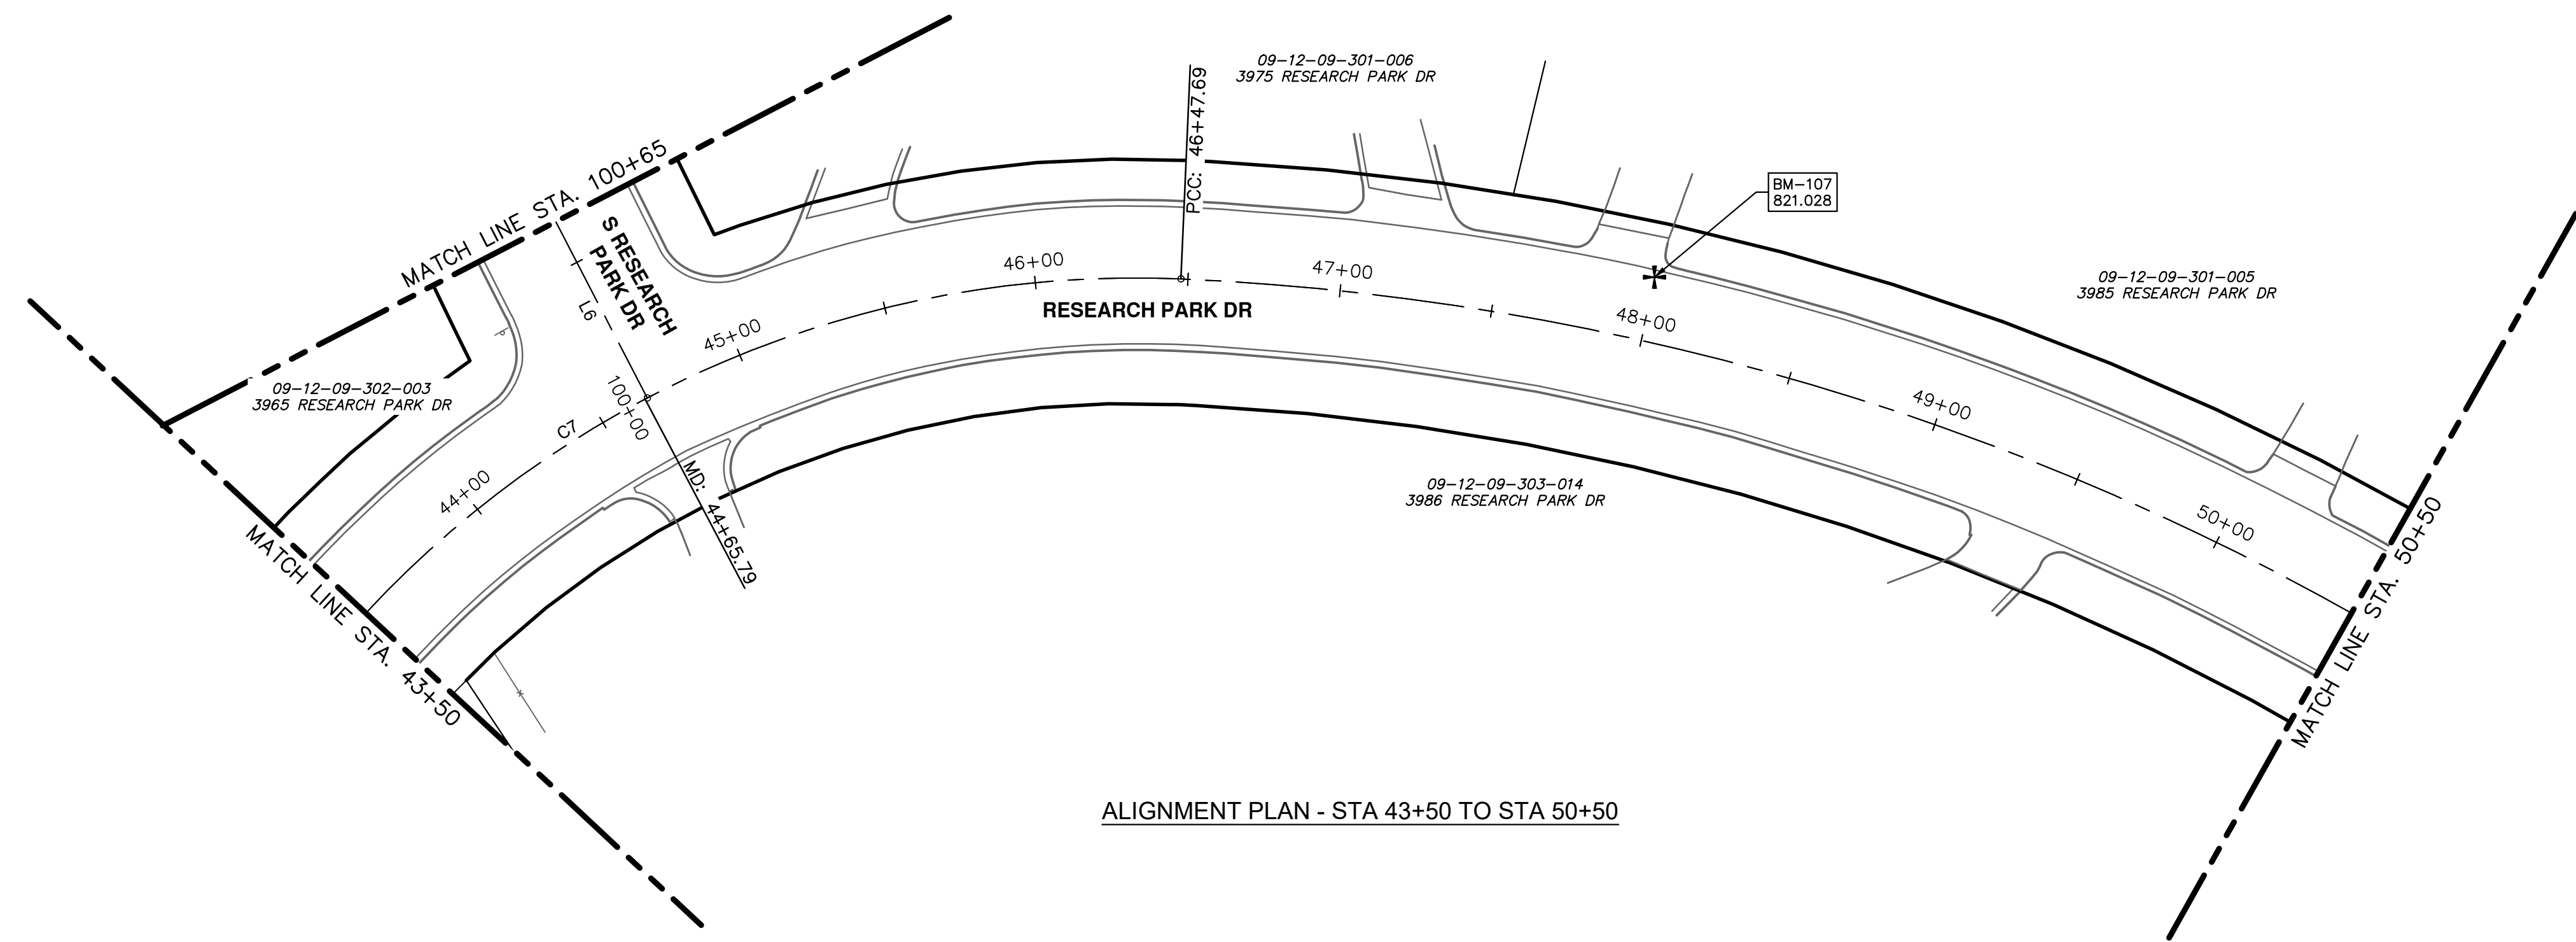 09-12-09-301-006
3975 RESEARCH PARK DR
PCC: 46+47.69
MATCH LINE STA. 100+65
S RESEARCH
PARK DR
BM-107
821.028
09-12-09-301-005
3985 RESEARCH PARK DR
L6
46+00
47+00
RESEARCH PARK DR
45+00
48+00
09-12-09-302-003
3965 RESEARCH PARK DR
100+00
C7
49+00
44+00
MD: 44+65.79
09-12-09-303-014
3986 RESEARCH PARK DR
50+00
MATCH LINE STA. 43+50
MATCH LINE STA. 50+50
ALIGNMENT PLAN - STA 43+50 TO STA 50+50